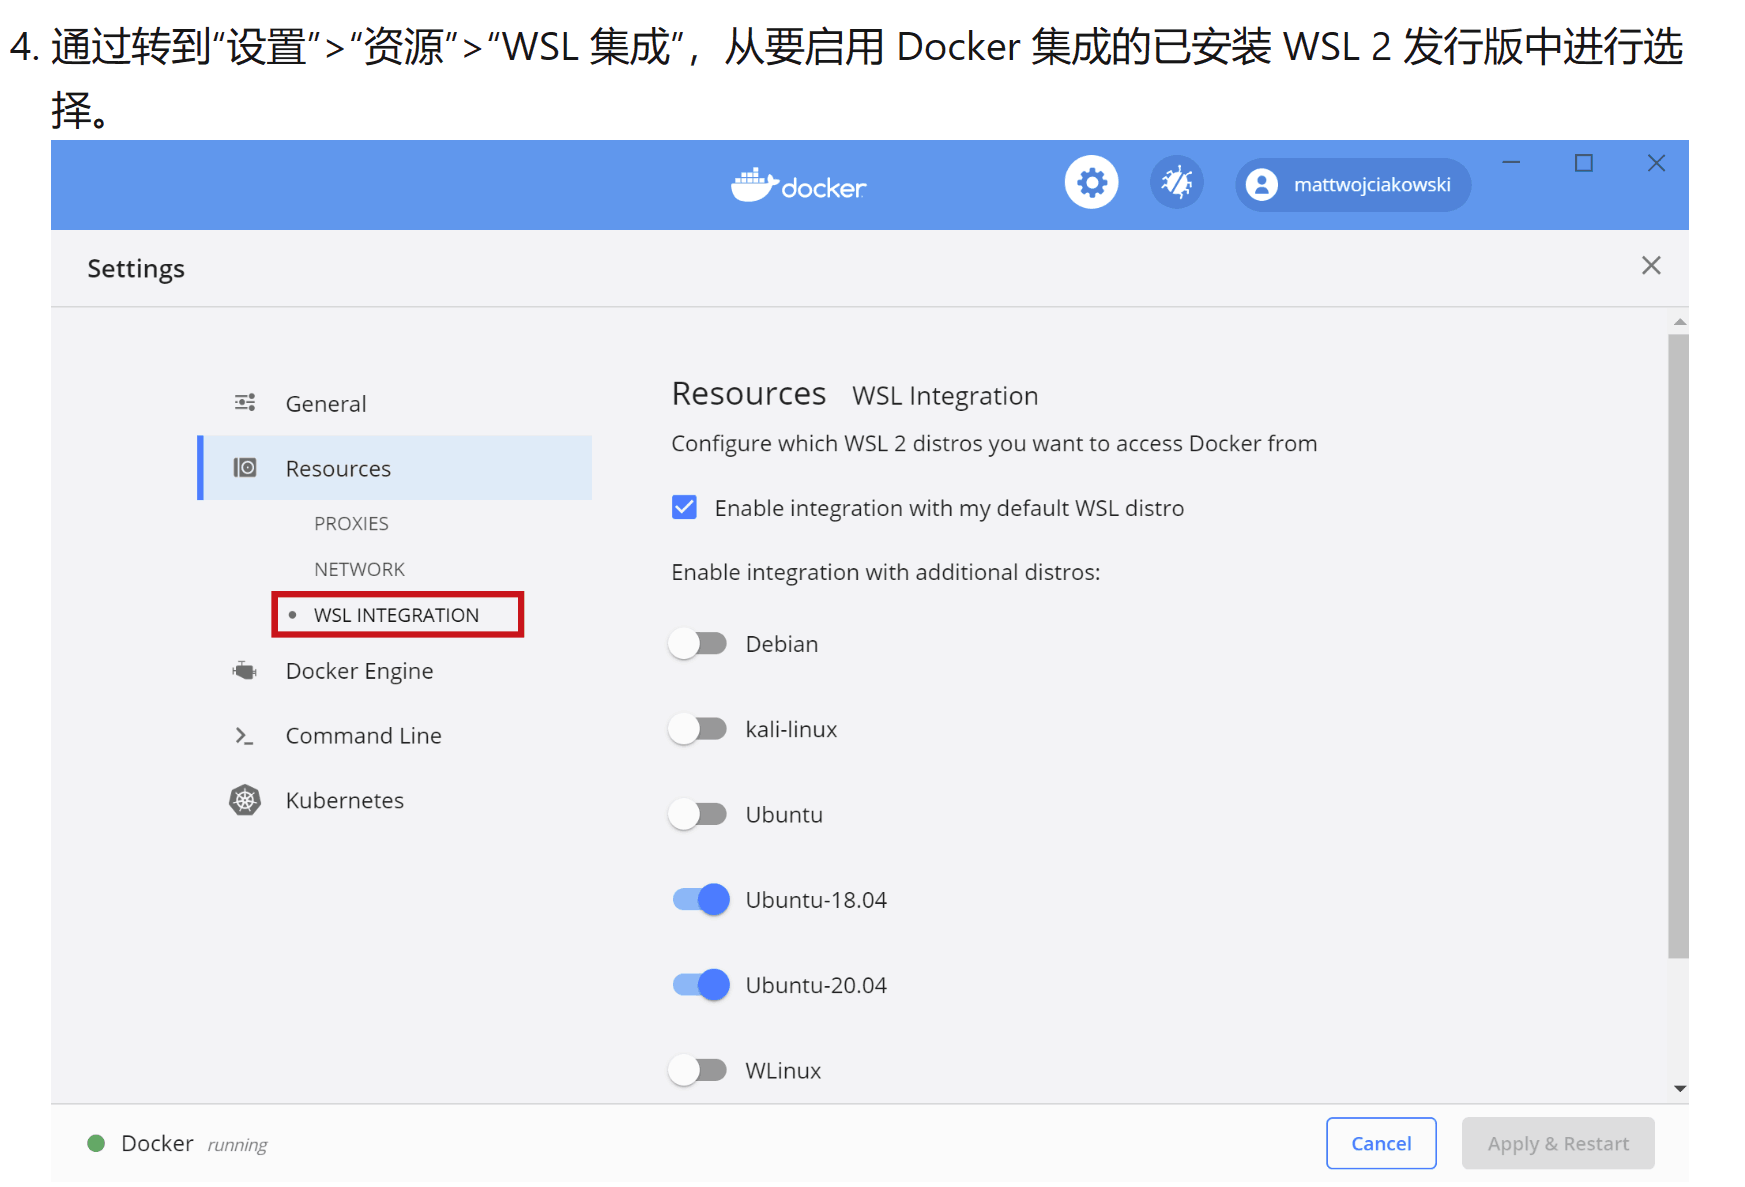 4. 通过转到“设置”>“资源”>“WSL 集成”，从要启用 Docker 集成的已安装 WSL 2 发行版中进行选
择。
docker
mattwojciakowski
Settings
General
Resources
PROXIES
NETWORK
WSL INTEGRATION
Docker Engine
Command Line
Kubernetes
Resources WSL Integration
Configure which WSL 2 distros you want to access Docker from
Enable integration with my default WSL distro
Enable integration with additional distros:
Debian
kali-linux
Ubuntu
Ubuntu-18.04
Ubuntu-20.04
WLinux
Docker running
Cancel
Apply & Restart